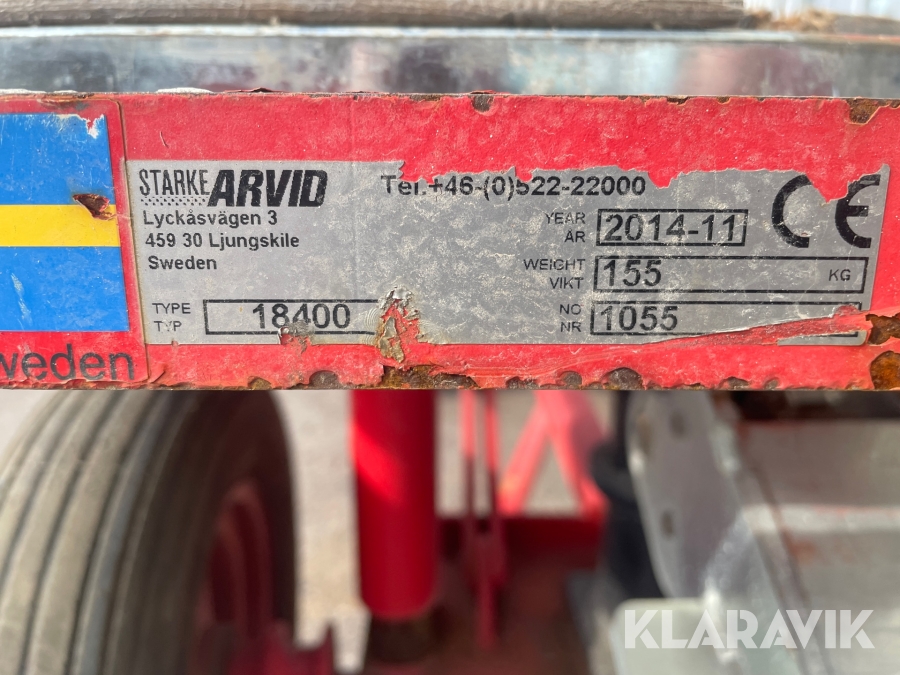 STARKE ARVID
Lyckåsvägen 3
459 30 Ljungskile
Sweden
Tel.+46-(0)522-22000
YEAR
ÅR
2014-11
CE
WEIGHT
VIKT
155 KG
TYPE
TYP
18400
NO
NR
1055
weden
KLARAVIK